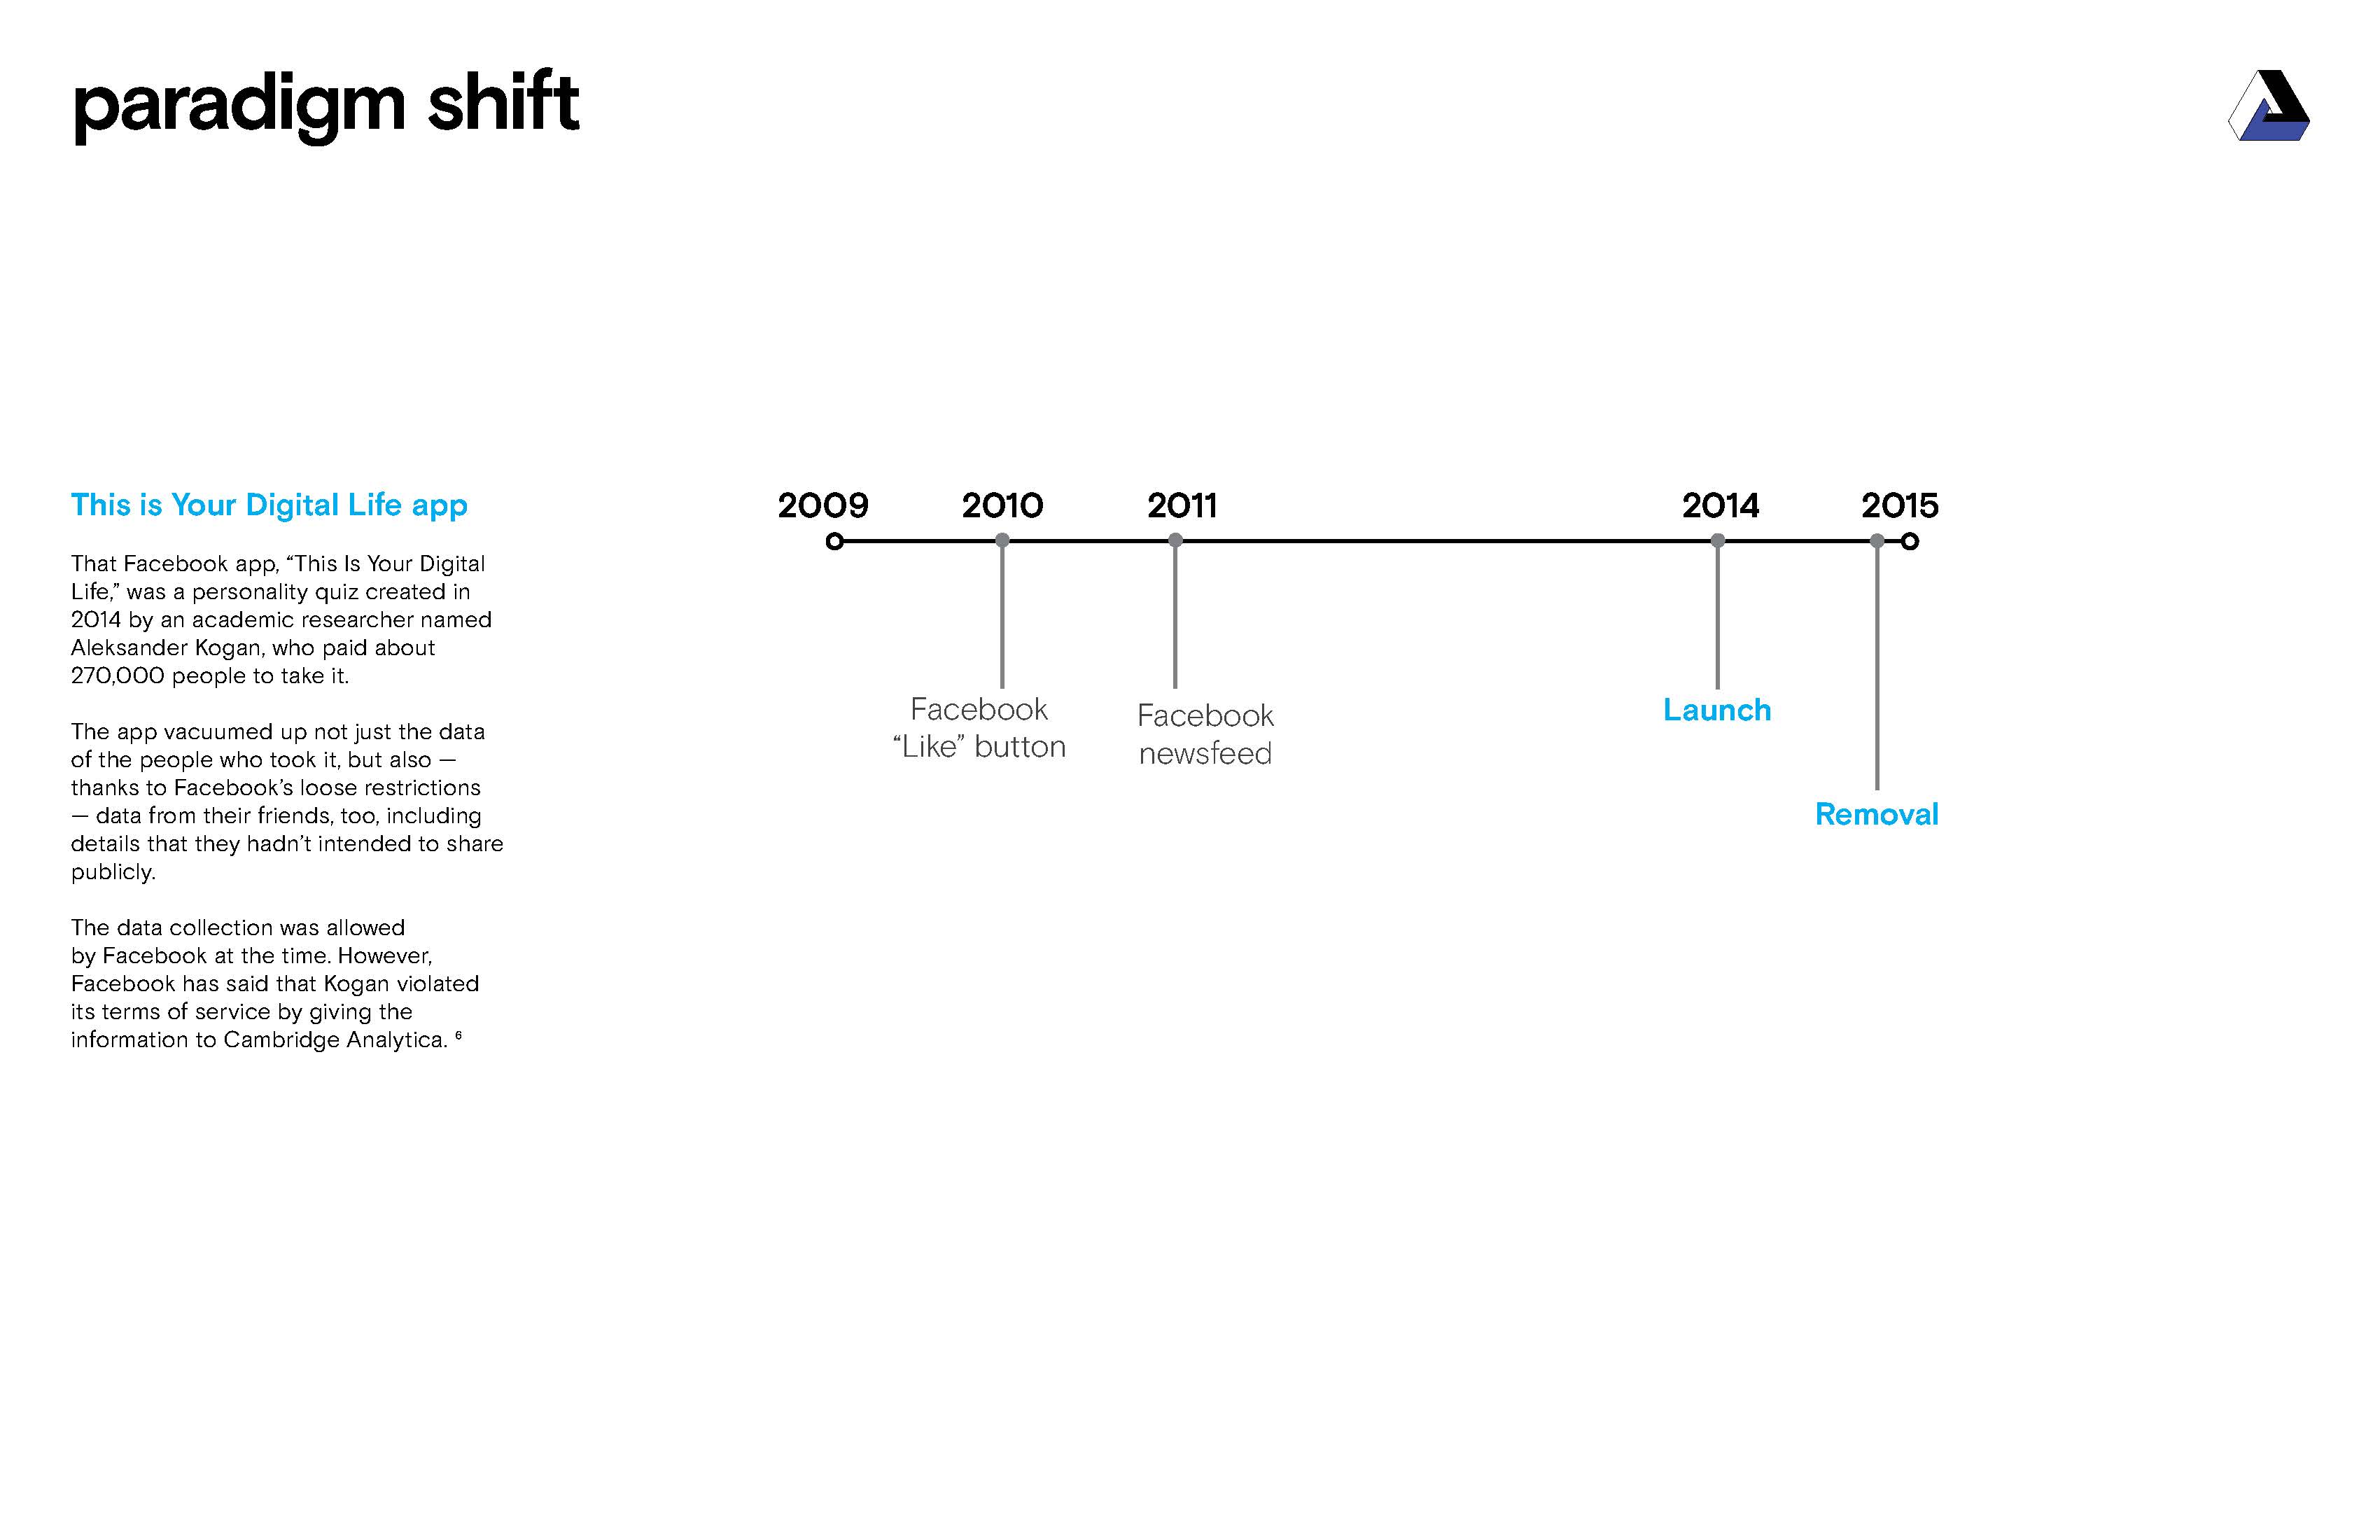 paradigm shift
This is Your Digital Life app
That Facebook app, “This Is Your Digital
Life,” was a personality quiz created in
2014 by an academic researcher named
Aleksander Kogan, who paid about
270,000 people to take it.
The app vacuumed up not just the data
of the people who took it, but also —
thanks to Facebook’s loose restrictions
— data from their friends, too, including
details that they hadn’t intended to share
publicly.
The data collection was allowed
by Facebook at the time. However,
Facebook has said that Kogan violated
its terms of service by giving the
information to Cambridge Analytica. ⁶
2009 2010 2011 2014 2015
Facebook
“Like” button
Facebook
newsfeed
Launch
Removal